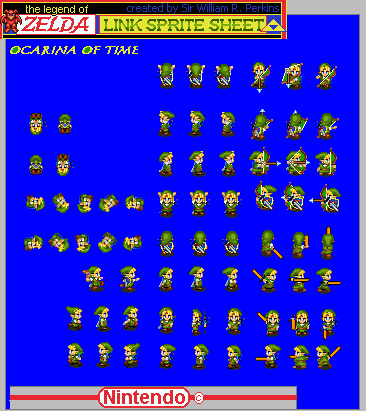 the legend of
created by Sir William R. Perkins
ZELDA LINK SPRITE SHEET
OCARINA OF TIME
Nintendo ©